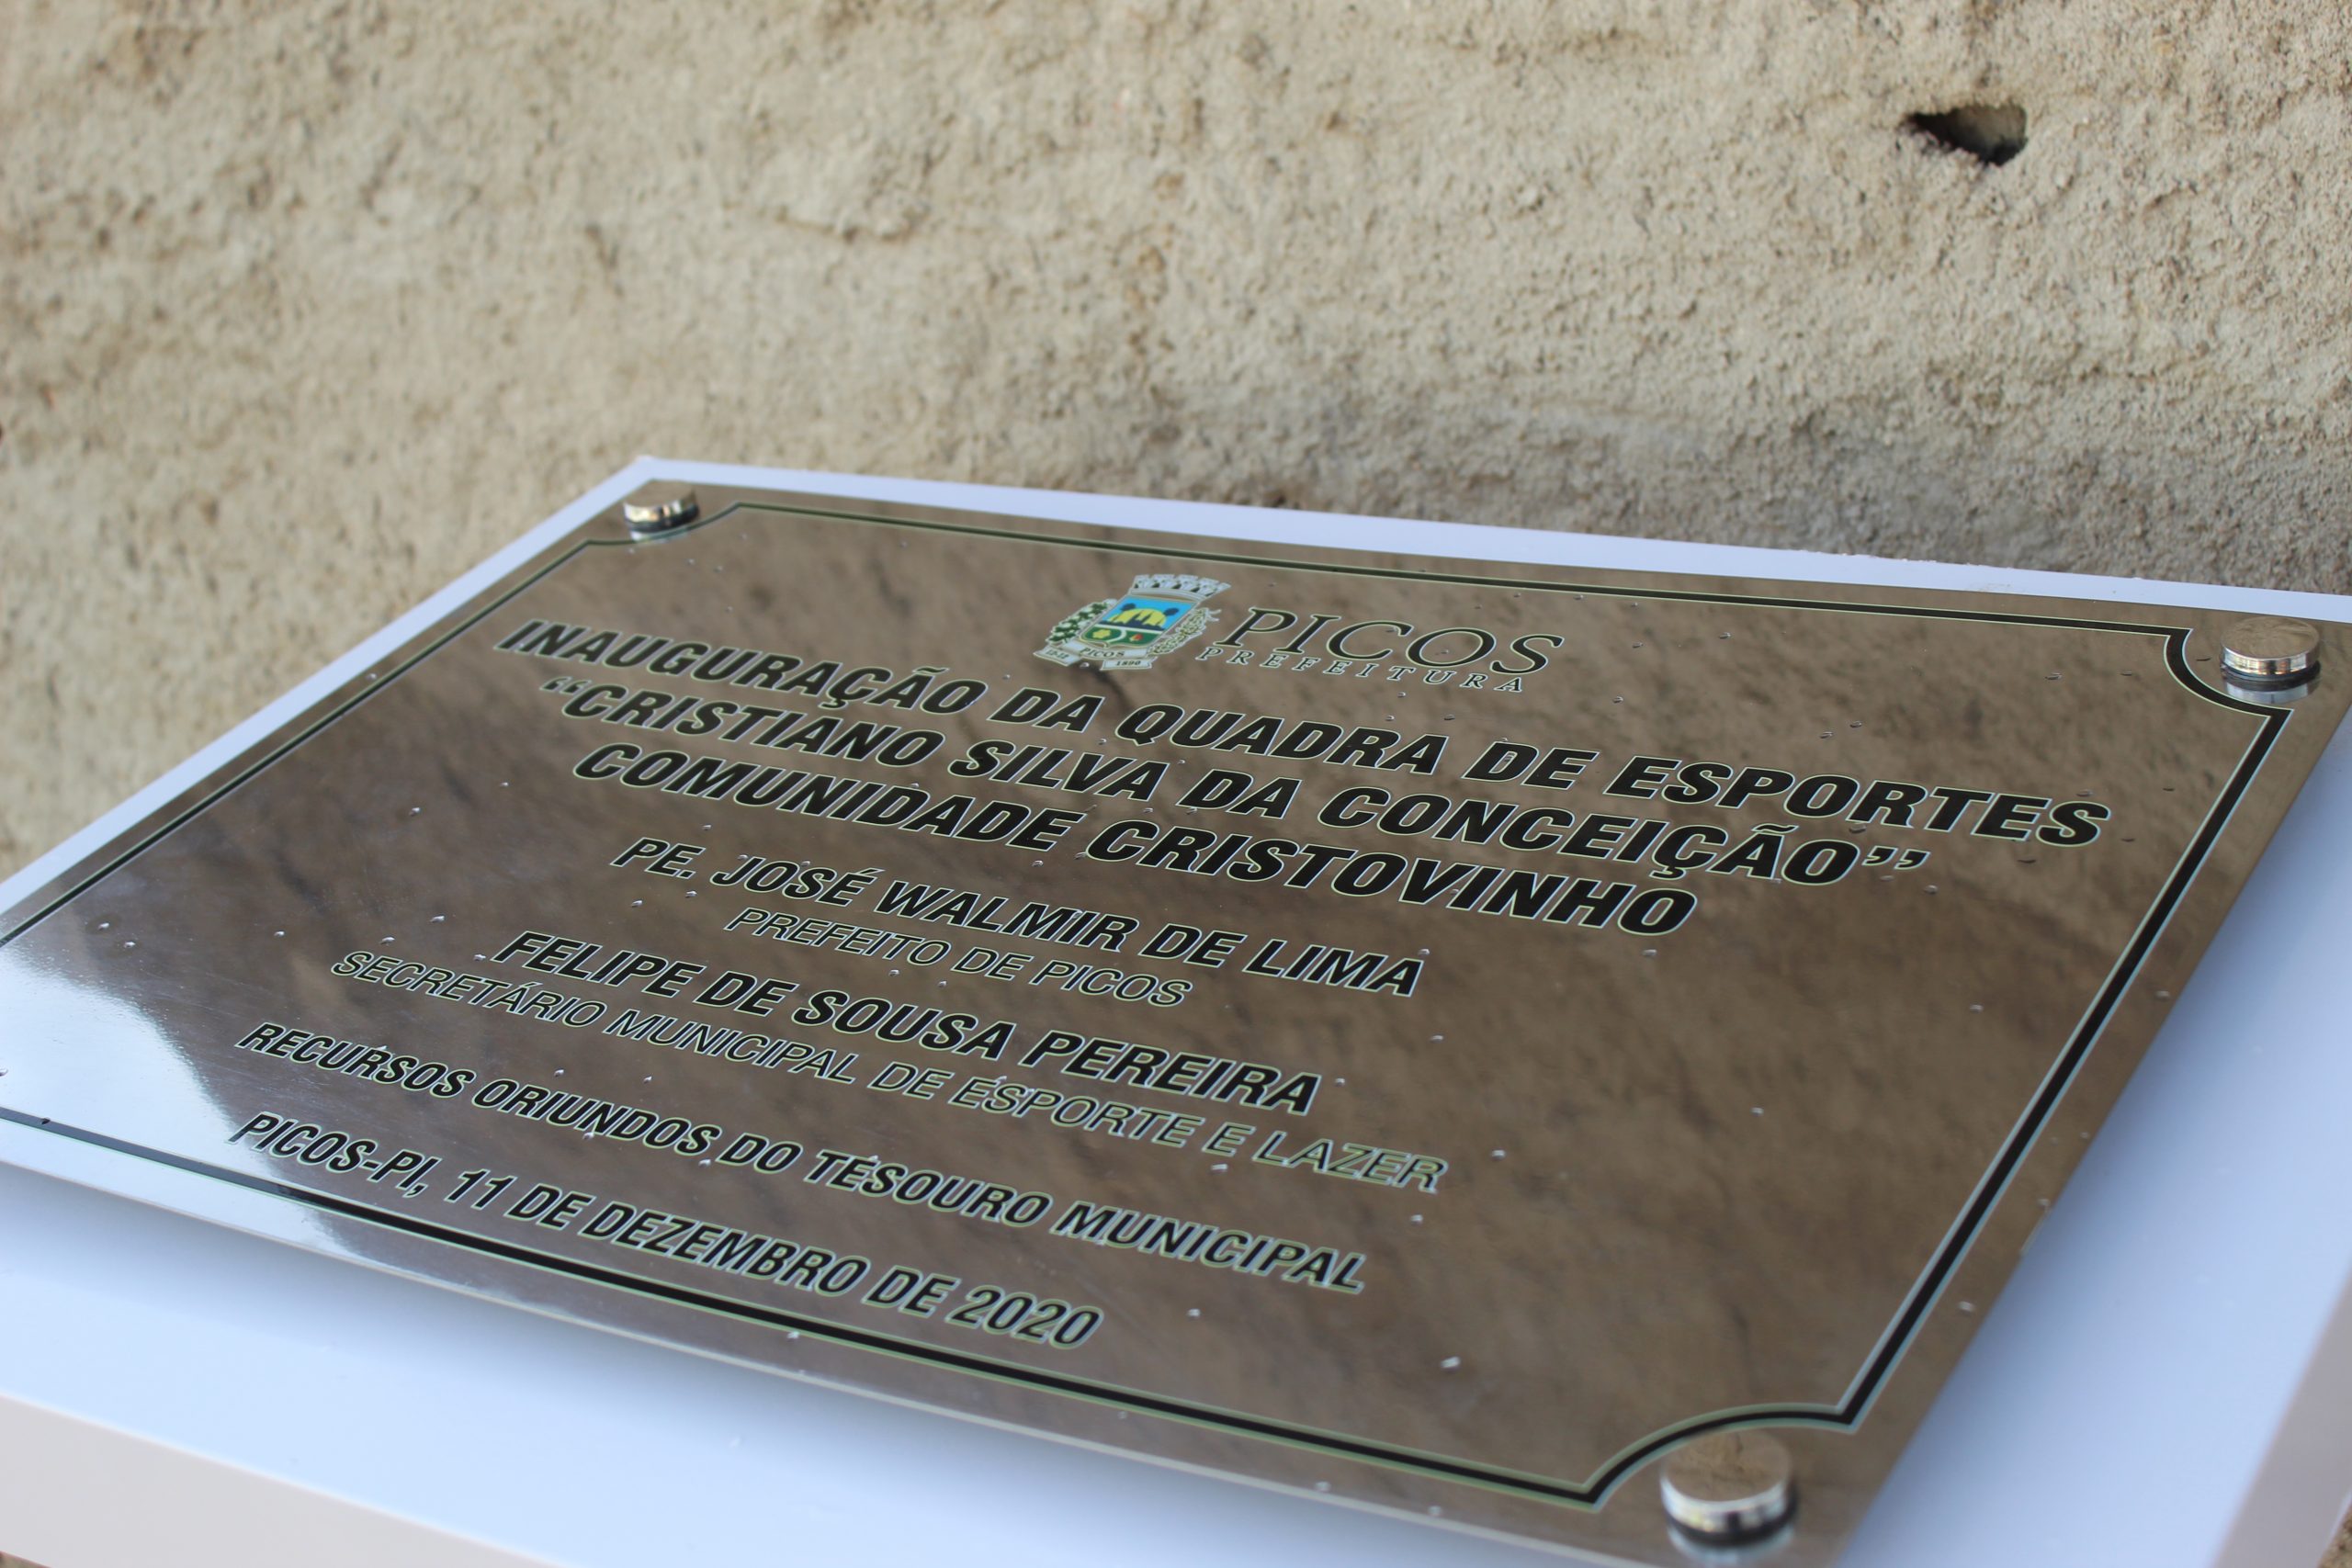 PICOS
PREFEITURA
PICOS
1890
INAUGURAÇÃO DA QUADRA DE ESPORTES
“CRISTIANO SILVA DA CONCEIÇÃO”
COMUNIDADE CRISTOVINHO
PE. JOSÉ WALMIR DE LIMA
PREFEITO DE PICOS
FELIPE DE SOUSA PEREIRA
SECRETÁRIO MUNICIPAL DE ESPORTE E LAZER
RECURSOS ORIUNDOS DO TESOURO MUNICIPAL
PICOS-PI, 11 DE DEZEMBRO DE 2020